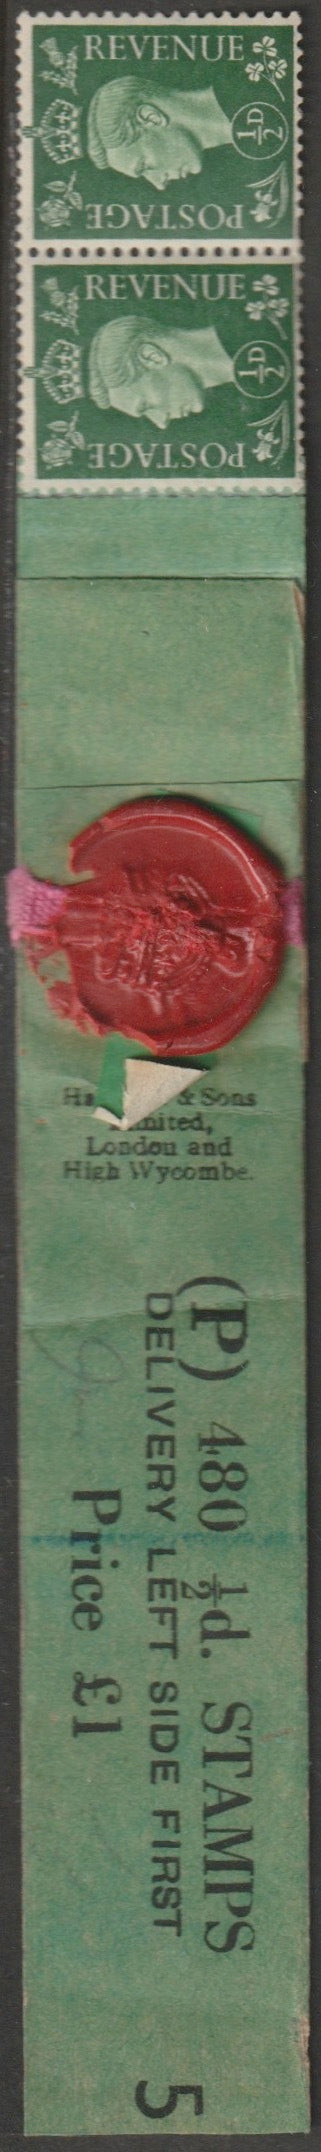 REVENUE
½D
POSTAGE
REVENUE
½D
POSTAGE
& Sons
London and
High Wycombe.
(P) 480 ½d. STAMPS
DELIVERY LEFT SIDE FIRST
Price £1
5